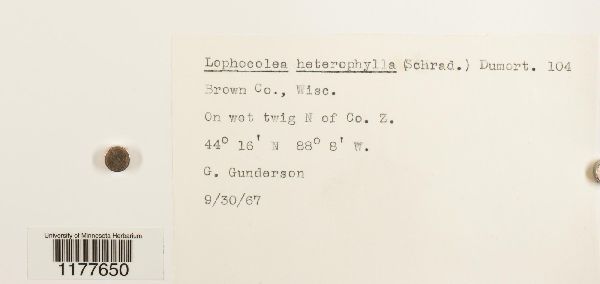 Lophocolea heterophylla (Schrad.) Dumort. 104
Brown Co., Wisc.
On wet twig N of Co. Z.
44° 16' N 88° 8' W.
G. Gunderson
9/30/67
University of Minnesota Herbarium
1177650